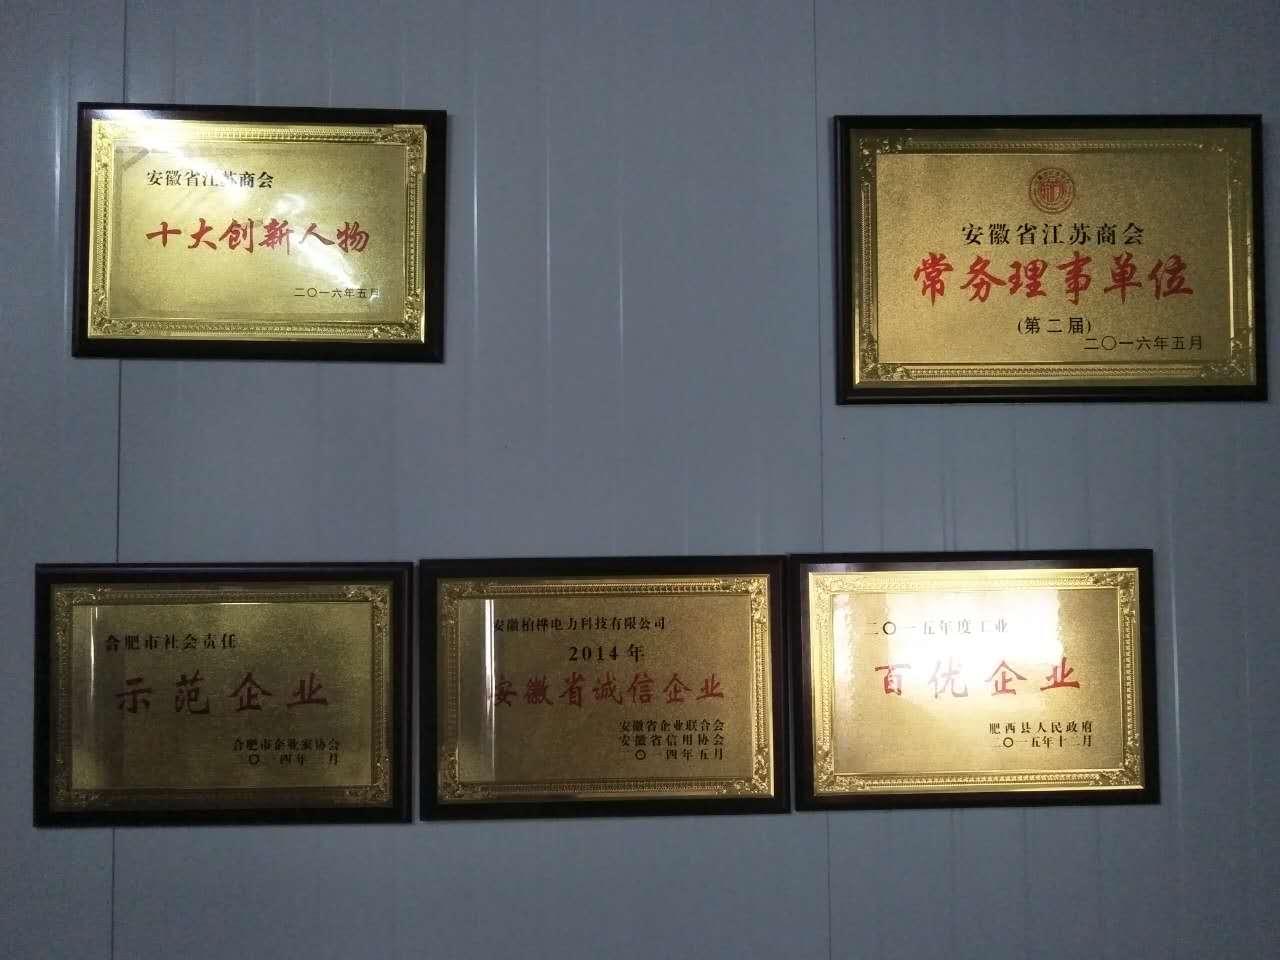 安徽省江苏商会
十大创新人物
二〇一六年五月
安徽省江苏商会
常务理事单位
(第二届)
二〇一六年五月
合肥市社会责任
示范企业
合肥市企业家协会
二〇一四年二月
安徽柏桦电力科技有限公司
2014年
安徽省诚信企业
安徽省企业联合会
安徽省信用协会
二〇一四年五月
二〇一五年度工业
百优企业
肥西县人民政府
二〇一五年十二月